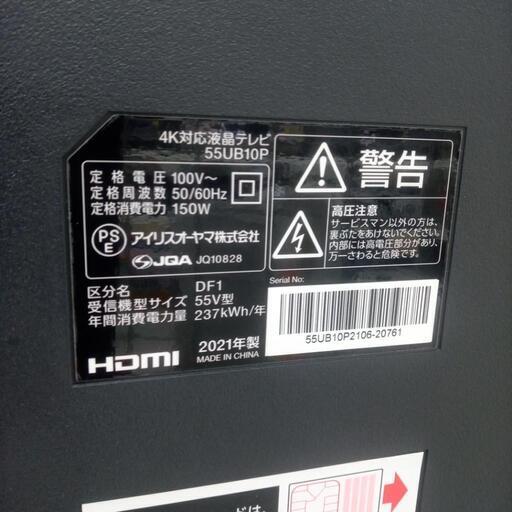 4K対応液晶テレビ
55UB10P
定格電圧 100V～
定格周波数 50/60Hz
定格消費電力 150W
PS
E
アイリスオーヤマ株式会社
JQA JQ10828
区分名 DF1
受信機型サイズ 55V型
年間消費電力量 237kWh/年
HDMI
2021年製
MADE IN CHINA
警告
高圧注意
サービスマン以外の方は、
裏ぶたをあけないでください。
内部には高電圧部分があり、
万一さわると危険です。
Serial No:
55UB10P2106-20761
ドは、